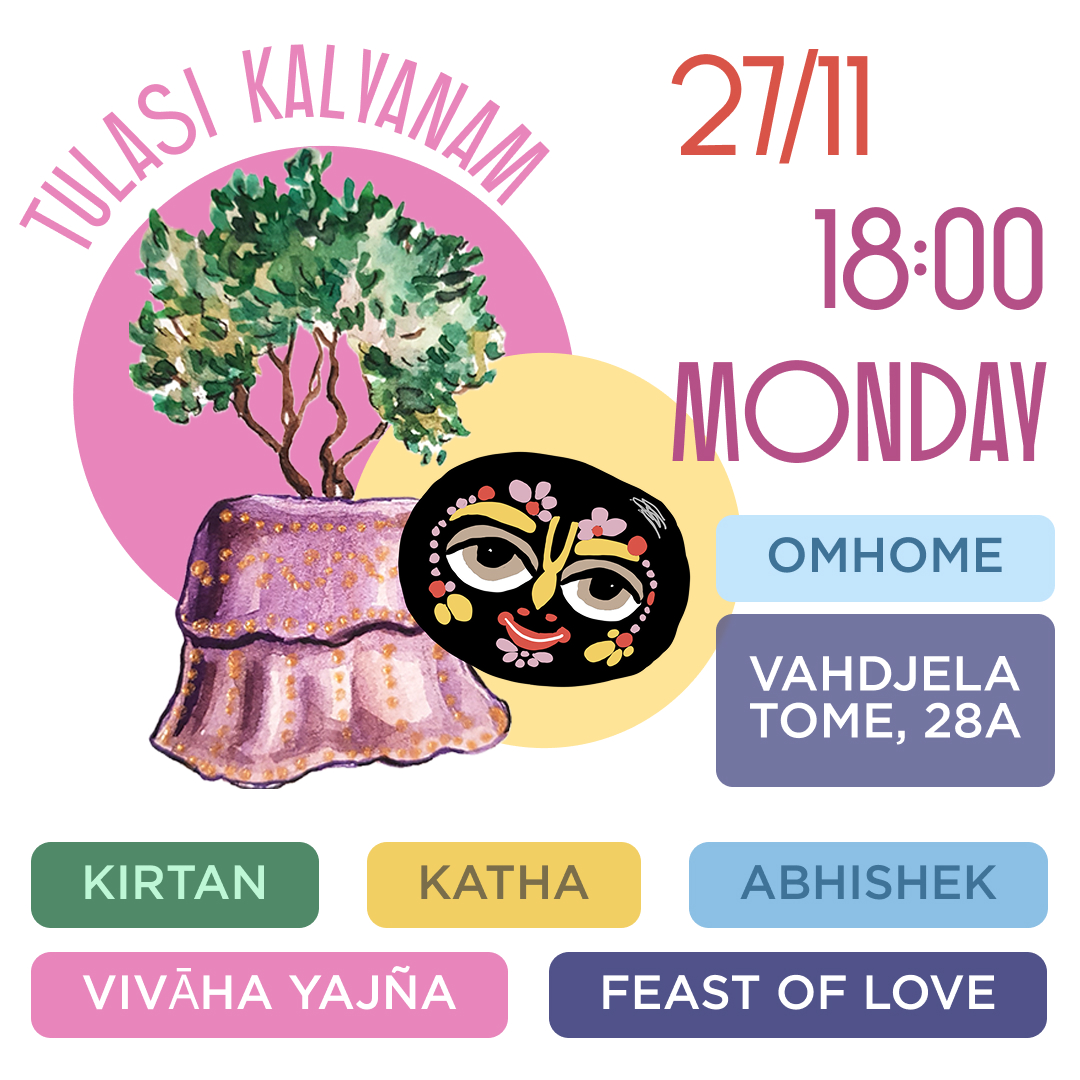 TULASI KALYANAM
27/11
18:00
MONDAY
OMHOME
VAHDJELA
TOME, 28A
KIRTAN
KATHA
ABHISHEK
VIVĀHA YAJÑA
FEAST OF LOVE